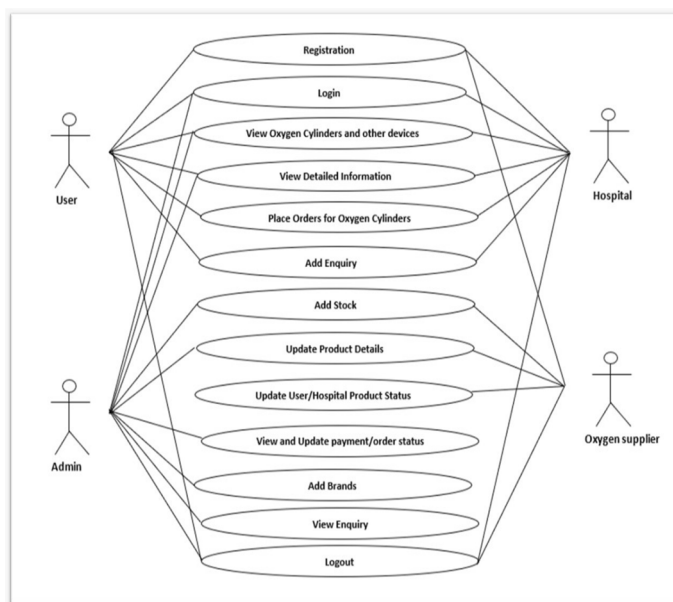 Registration
Login
View Oxygen Cylinders and other devices
View Detailed Information
User
Hospital
Place Orders for Oxygen Cylinders
Add Enquiry
Add Stock
Update Product Details
Update User/Hospital Product Status
View and Update payment/order status
Oxygen supplier
Admin
Add Brands
View Enquiry
Logout